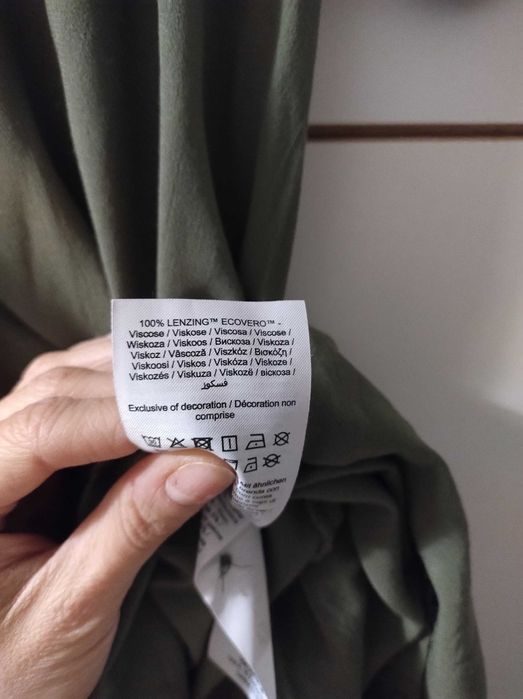 100% LENZING™ ECOVERO™ -
Viscose / Viskose / Viscosa / Viscose /
Wiskoza / Viskoos / Вискоза / Viskoza /
Viskoz / Vâscoză / Viszkóz / Βισκόζη /
Viskoosi / Viskos / Viskóza / Viskoze /
Viskozės / Viskuza / Viskozë / віскоза /
فسكوز
Exclusive of decoration / Décoration non
comprise
ähnlichen